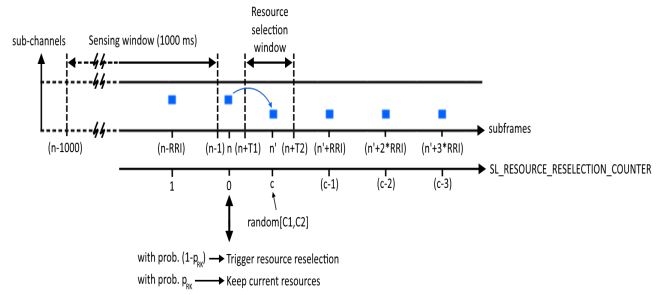 Resource
selection
window
sub-channels
Sensing window (1000 ms)
subframes
(n-1000) (n-RRI) (n-1) n (n+T1) n' (n+T2) (n'+RRI) (n'+2*RRI) (n'+3*RRI)
SL_RESOURCE_RESELECTION_COUNTER
1 0 c (c-1) (c-2) (c-3)
random[C1,C2]
with prob. (1-pRK) Trigger resource reselection
with prob. pRK Keep current resources